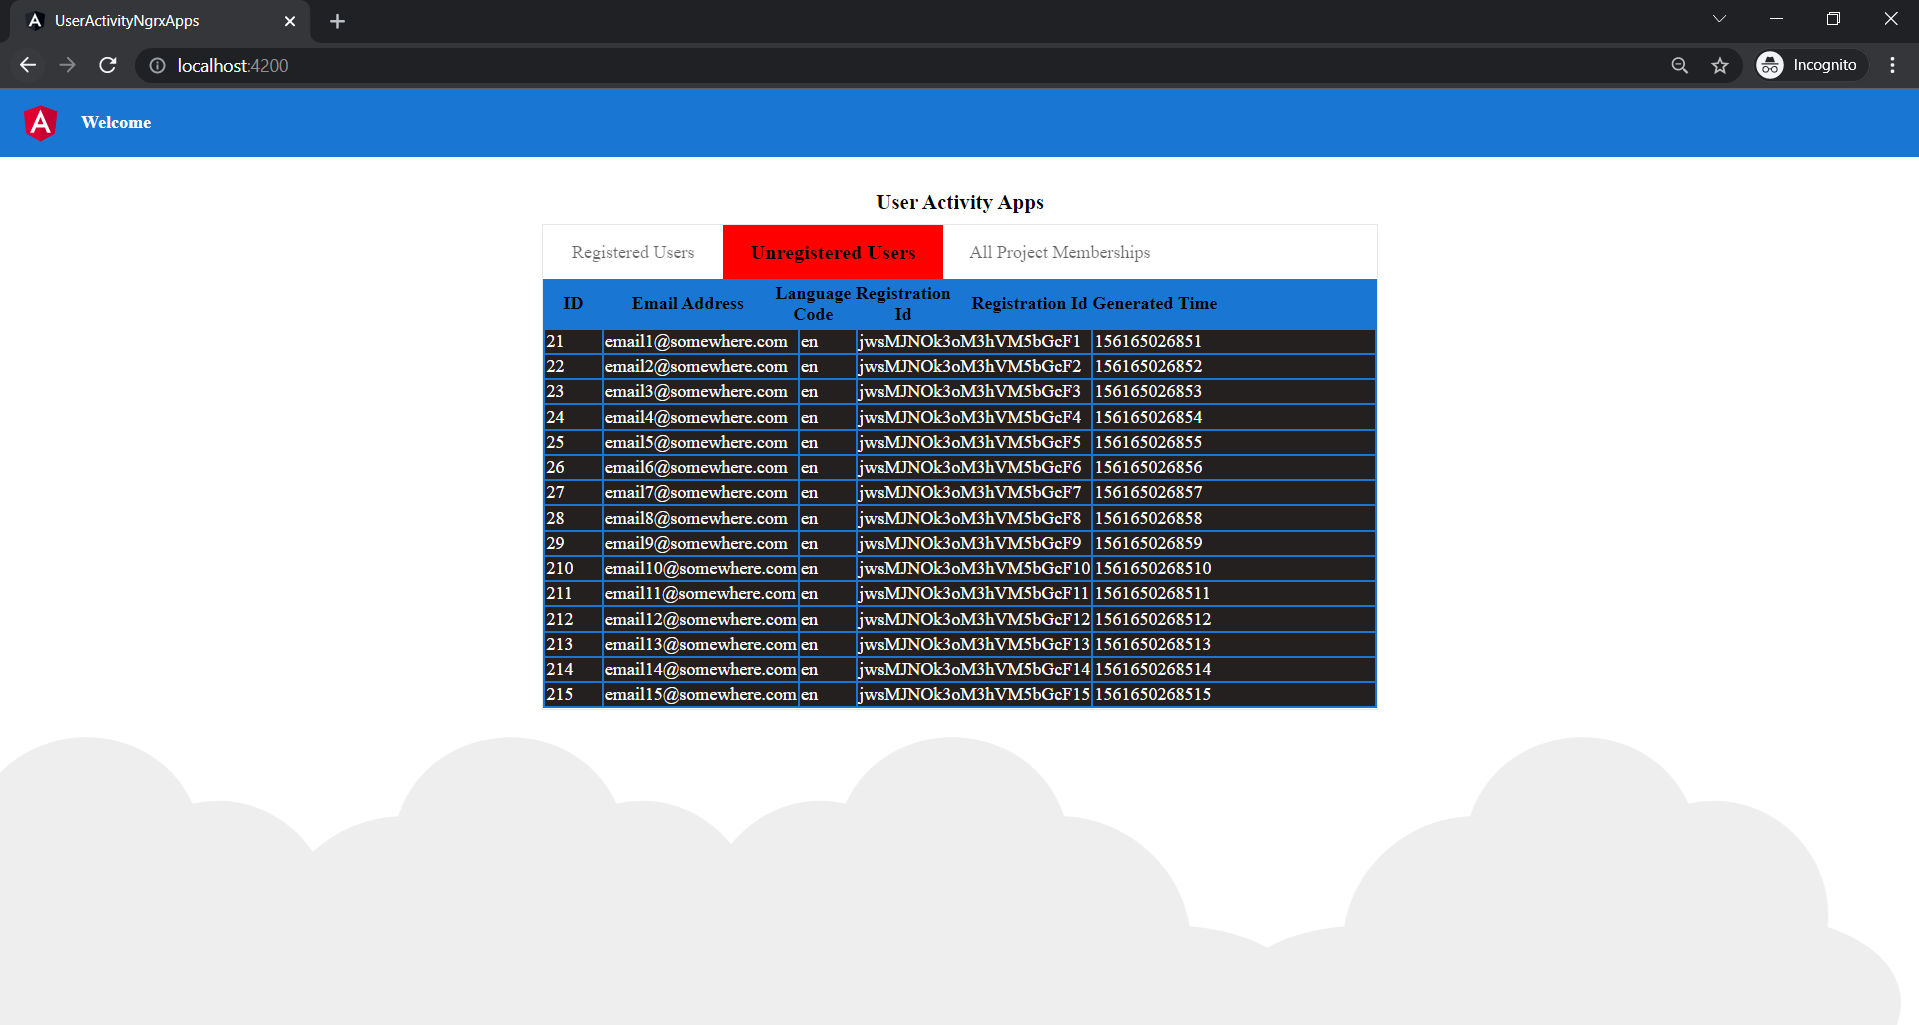 UserActivityNgrxApps
localhost:4200
Incognito
Welcome
User Activity Apps
Registered Users Unregistered Users All Project Memberships
ID Email Address Language Code Registration Id Registration Id Generated Time
21 email1@somewhere.com en jwsMJNOk3oM3hVM5bGcF1 156165026851
22 email2@somewhere.com en jwsMJNOk3oM3hVM5bGcF2 156165026852
23 email3@somewhere.com en jwsMJNOk3oM3hVM5bGcF3 156165026853
24 email4@somewhere.com en jwsMJNOk3oM3hVM5bGcF4 156165026854
25 email5@somewhere.com en jwsMJNOk3oM3hVM5bGcF5 156165026855
26 email6@somewhere.com en jwsMJNOk3oM3hVM5bGcF6 156165026856
27 email7@somewhere.com en jwsMJNOk3oM3hVM5bGcF7 156165026857
28 email8@somewhere.com en jwsMJNOk3oM3hVM5bGcF8 156165026858
29 email9@somewhere.com en jwsMJNOk3oM3hVM5bGcF9 156165026859
210 email10@somewhere.com en jwsMJNOk3oM3hVM5bGcF10 1561650268510
211 email11@somewhere.com en jwsMJNOk3oM3hVM5bGcF11 1561650268511
212 email12@somewhere.com en jwsMJNOk3oM3hVM5bGcF12 1561650268512
213 email13@somewhere.com en jwsMJNOk3oM3hVM5bGcF13 1561650268513
214 email14@somewhere.com en jwsMJNOk3oM3hVM5bGcF14 1561650268514
215 email15@somewhere.com en jwsMJNOk3oM3hVM5bGcF15 1561650268515